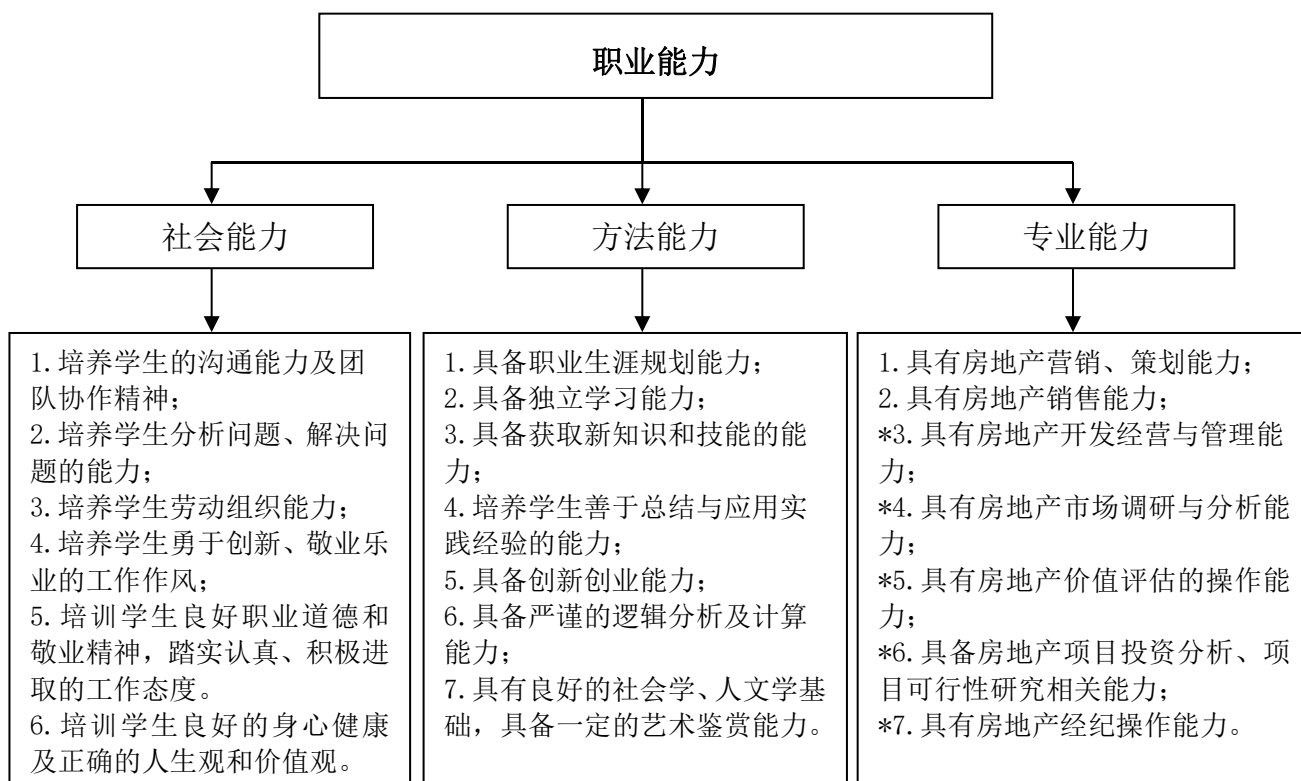 职业能力
社会能力
方法能力
专业能力
1.培养学生的沟通能力及团
队协作精神；
2.培养学生分析问题、解决问
题的能力；
3.培养学生劳动组织能力；
4.培养学生勇于创新、敬业乐
业的工作作风；
5.培训学生良好职业道德和
敬业精神，踏实认真、积极进
取的工作态度。
6.培训学生良好的身心健康
及正确的人生观和价值观。
1.具备职业生涯规划能力；
2.具备独立学习能力；
3.具备获取新知识和技能的能
力；
4.培养学生善于总结与应用实
践经验的能力；
5.具备创新创业能力；
6.具备严谨的逻辑分析及计算
能力；
7.具有良好的社会学、人文学基
础，具备一定的艺术鉴赏能力。
1.具有房地产营销、策划能力；
2.具有房地产销售能力；
*3.具有房地产开发经营与管理能
力；
*4.具有房地产市场调研与分析能
力；
*5.具有房地产价值评估的操作能
力；
*6.具备房地产项目投资分析、项
目可行性研究相关能力；
*7.具有房地产经纪操作能力。